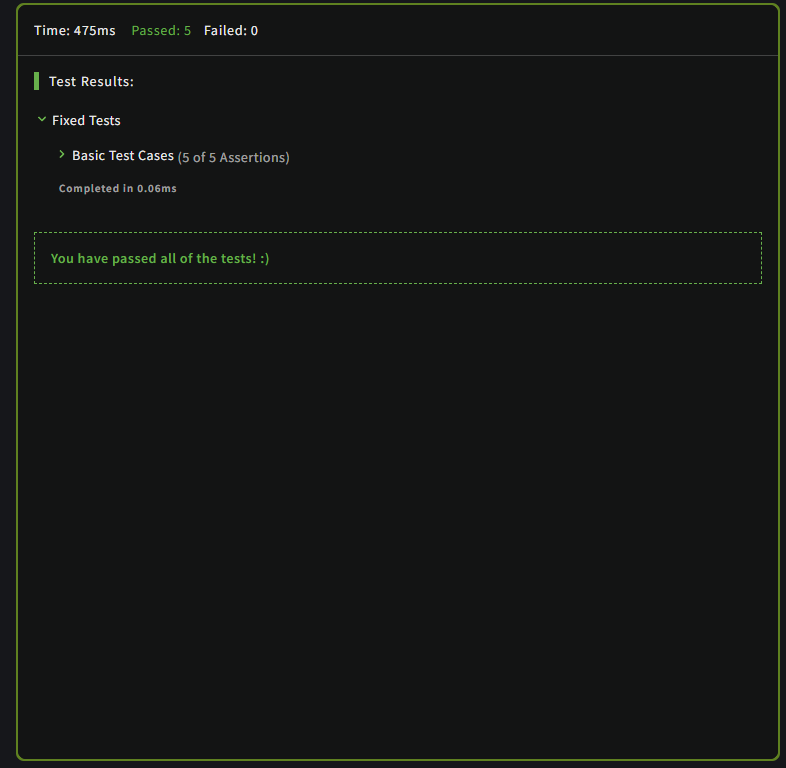 Time: 475ms Passed: 5 Failed: 0
Test Results:
Fixed Tests
Basic Test Cases (5 of 5 Assertions)
Completed in 0.06ms
You have passed all of the tests! :)